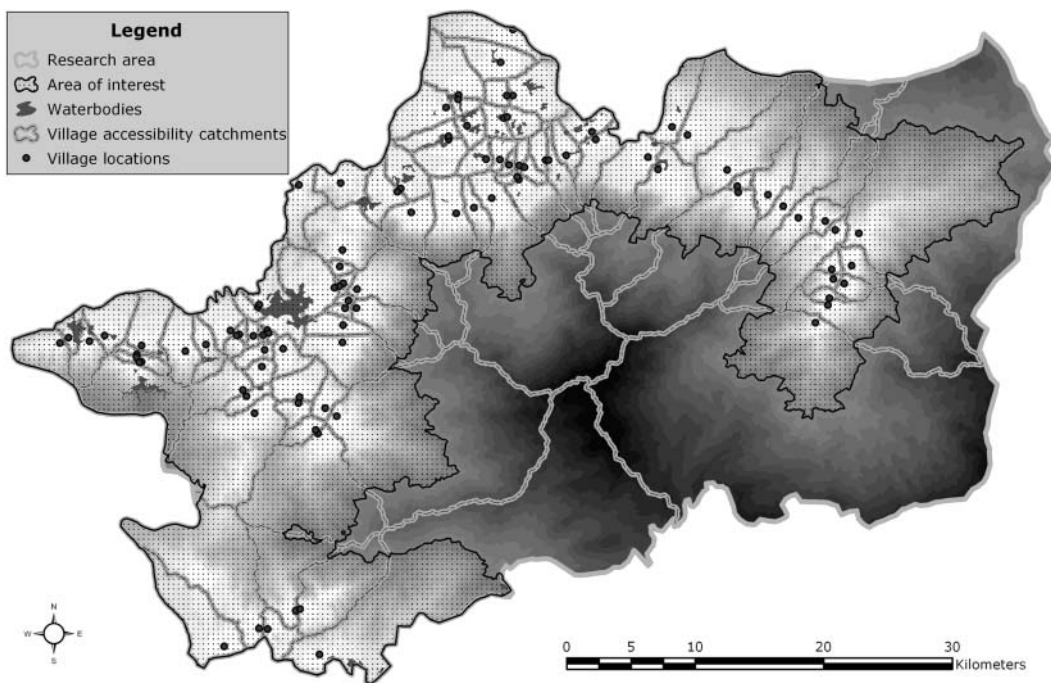 Legend
Research area
Area of interest
Waterbodies
Village accessibility catchments
Village locations
N
W E
S
0 5 10 20 30
Kilometers